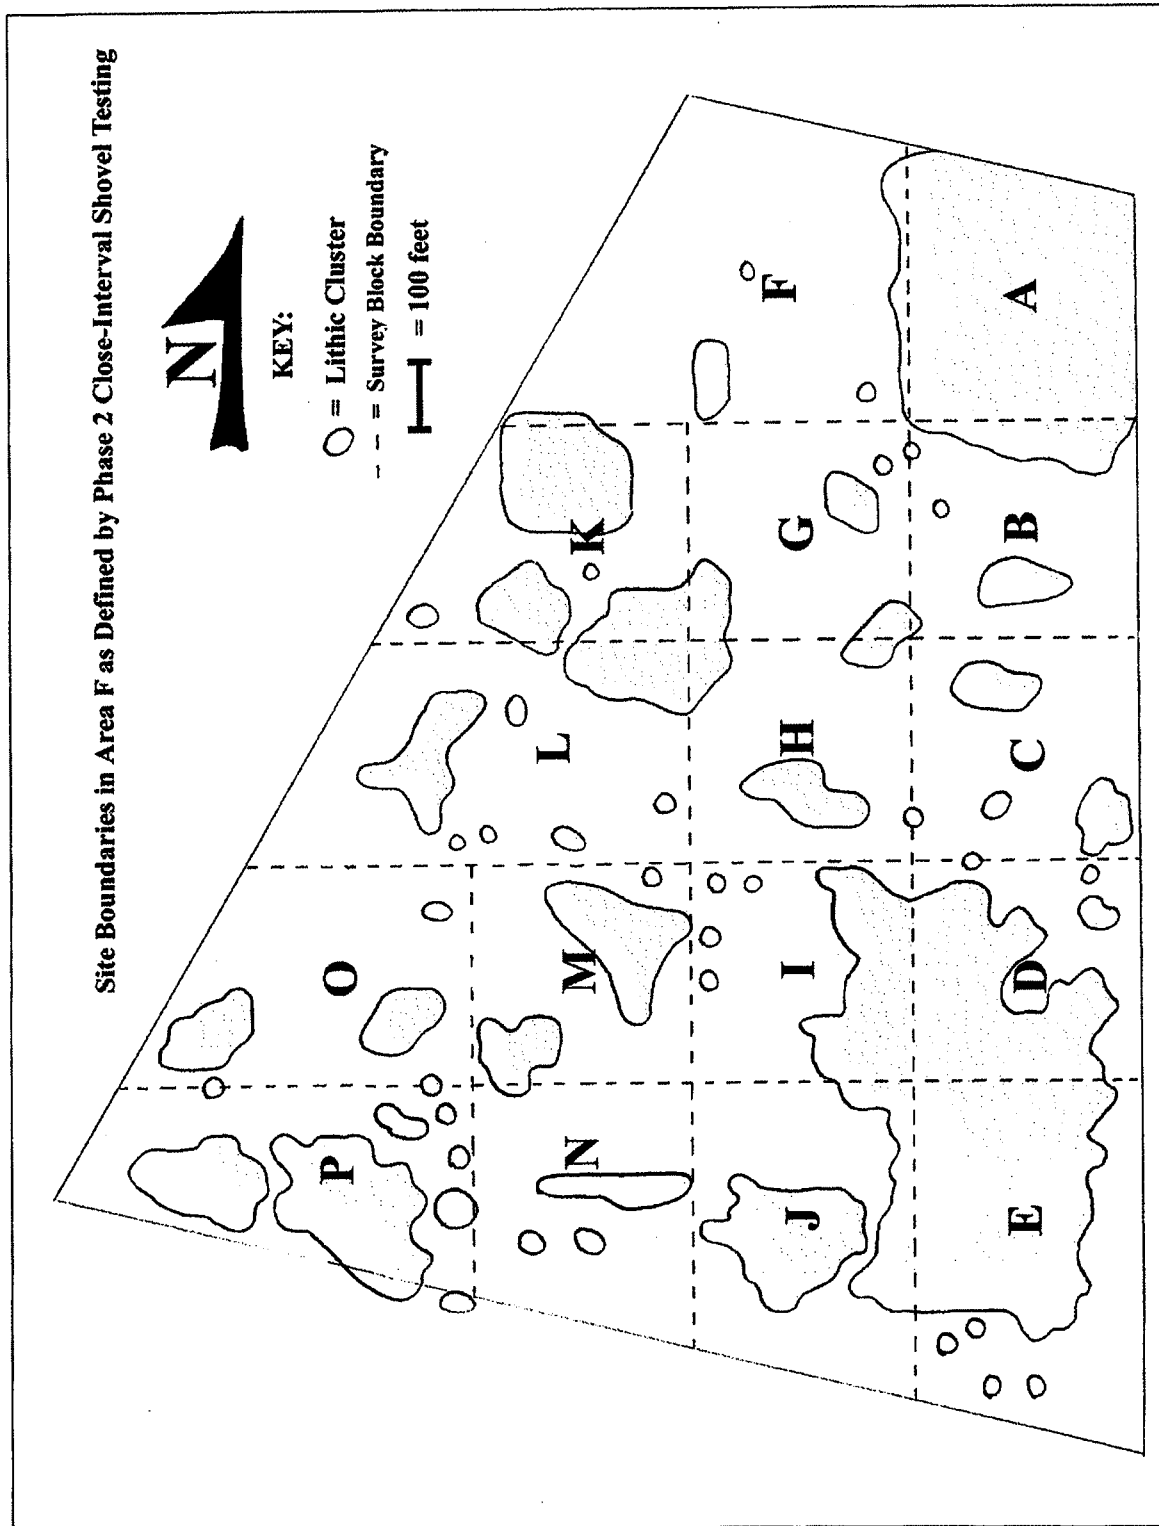 Site Boundaries in Area F as Defined by Phase 2 Close-Interval Shovel Testing
N
KEY:
= Lithic Cluster
= Survey Block Boundary
= 100 feet
P
O
L
K
F
N
M
J
I
H
G
E
D
C
B
A